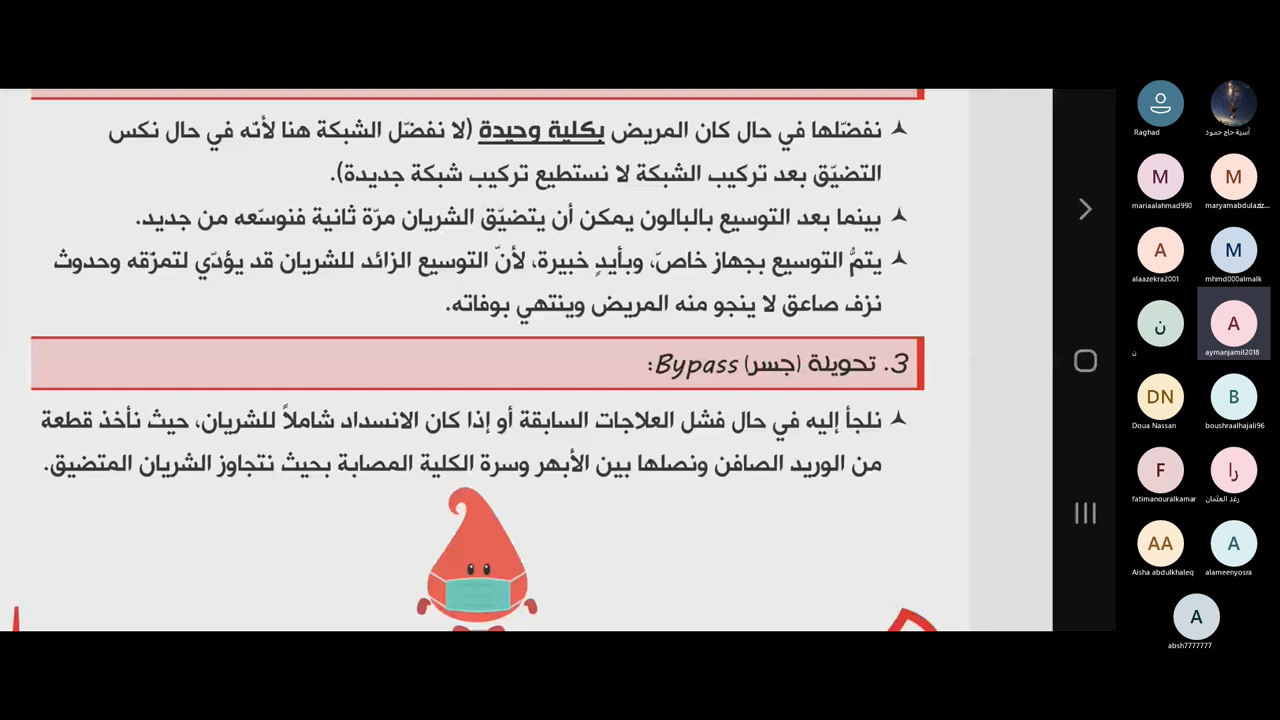 نفضّلها في حال كان المريض بكلية وحيدة (لا نفضّل الشبكة هنا لأنّه في حال نكس
التضيّق بعد تركيب الشبكة لا نستطيع تركيب شبكة جديدة).
بينما بعد التوسيع بالبالون يمكن أن يتضيّق الشريان مرّة ثانية فنوسّعه من جديد.
يتمُّ التوسيع بجهاز خاصّ، وبأيدٍ خبيرة، لأنّ التوسيع الزائد للشريان قد يؤدّي لتمزّقه وحدوث
نزف صاعق لا ينجو منه المريض وينتهي بوفاته.
3. تحويلة (جسر) Bypass:
نلجأ إليه في حال فشل العلاجات السابقة أو إذا كان الانسداد شاملاً للشريان، حيث نأخذ قطعة
من الوريد الصافن ونصلها بين الأبهر وسرة الكلية المصابة بحيث نتجاوز الشريان المتضيق.
Raghad
آسية حاج حمود
M
mariaalahmad990
M
maryamabdulaziz...
A
alaazekra2001
M
mhmd000almalk
ن
ن
A
aymanjamil2018
DN
Doua Nassan
B
boushraalhajali96
F
fatimanouralkamar
را
رغد العثمان
AA
Aisha abdulkhaleq
A
alameenyosra
A
absh7777777